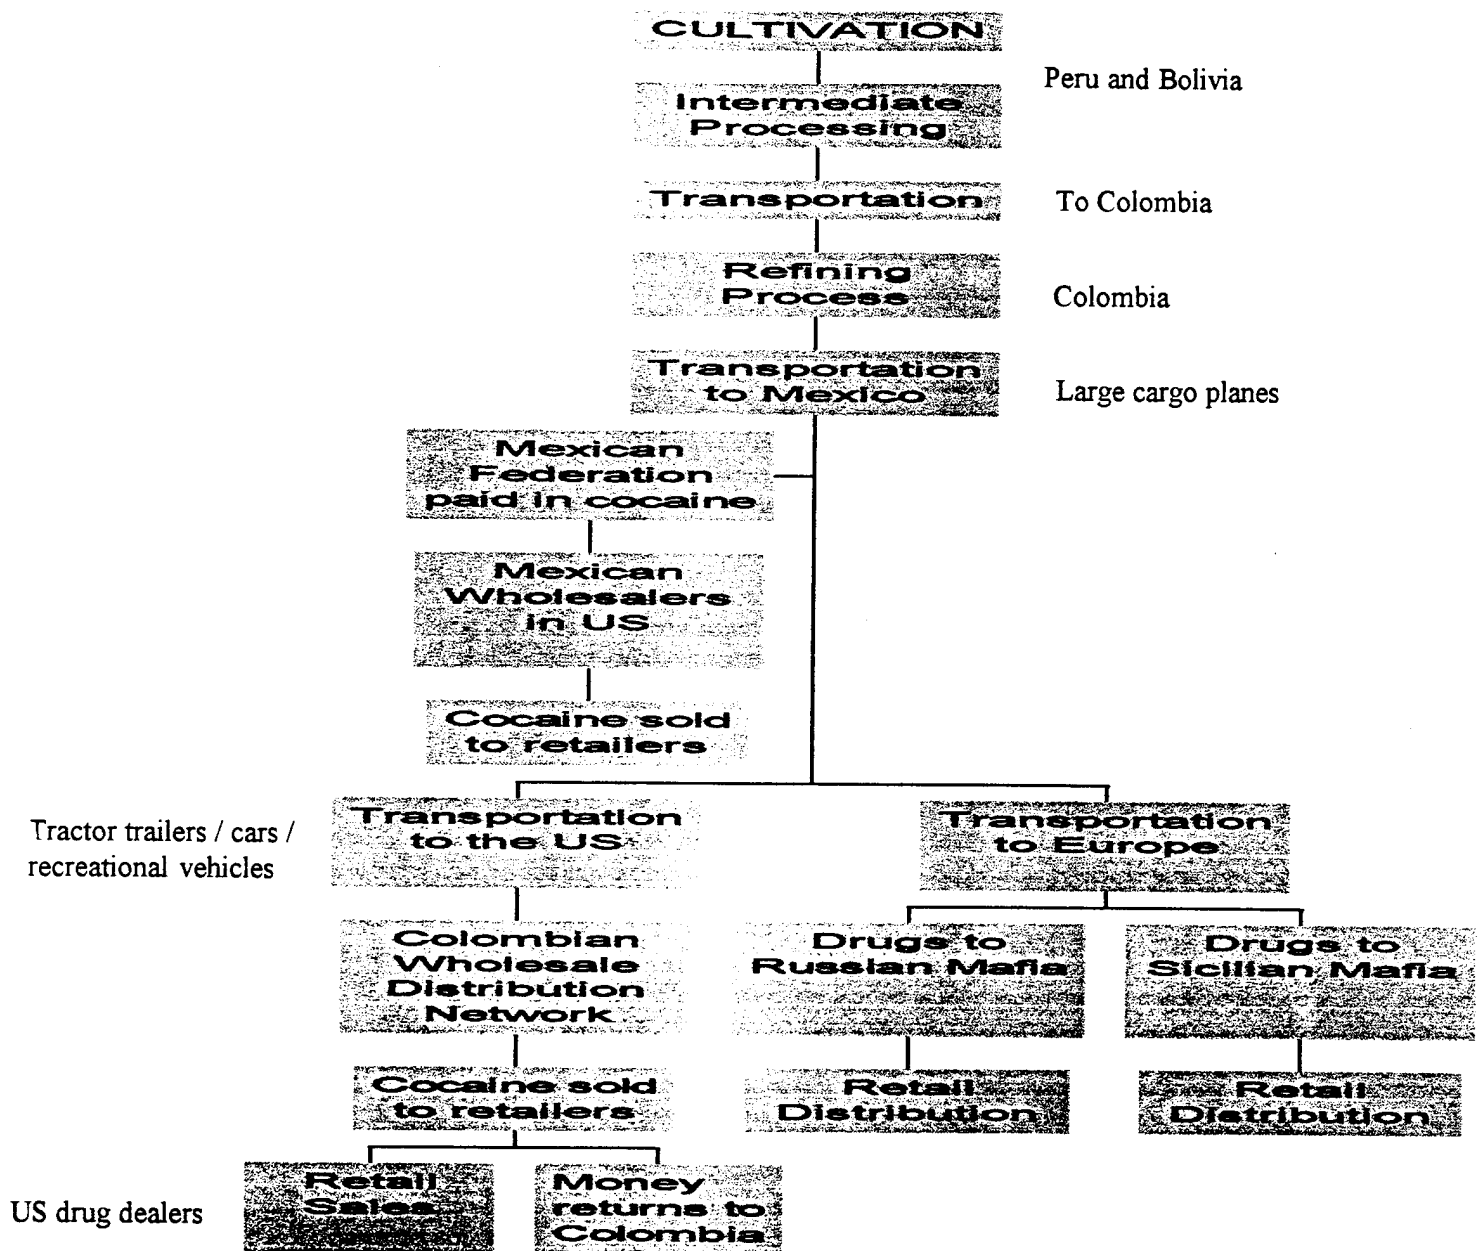 CULTIVATION
Peru and Bolivia
Intermediate
Processing
Transportation
To Colombia
Refining
Process
Colombia
Transportation
to Mexico
Large cargo planes
Mexican
Federation
paid in cocaine
Mexican
Wholesalers
in US
Cocaine sold
to retailers
Tractor trailers / cars /
recreational vehicles
Transportation
to the US
Transportation
to Europe
Colombian
Wholesale
Distribution
Network
Drugs to
Russian Mafia
Drugs to
Sicilian Mafia
Cocaine sold
to retailers
Retail
Distribution
Retail
Distribution
US drug dealers
Retail
Sales
Money
returns to
Colombia